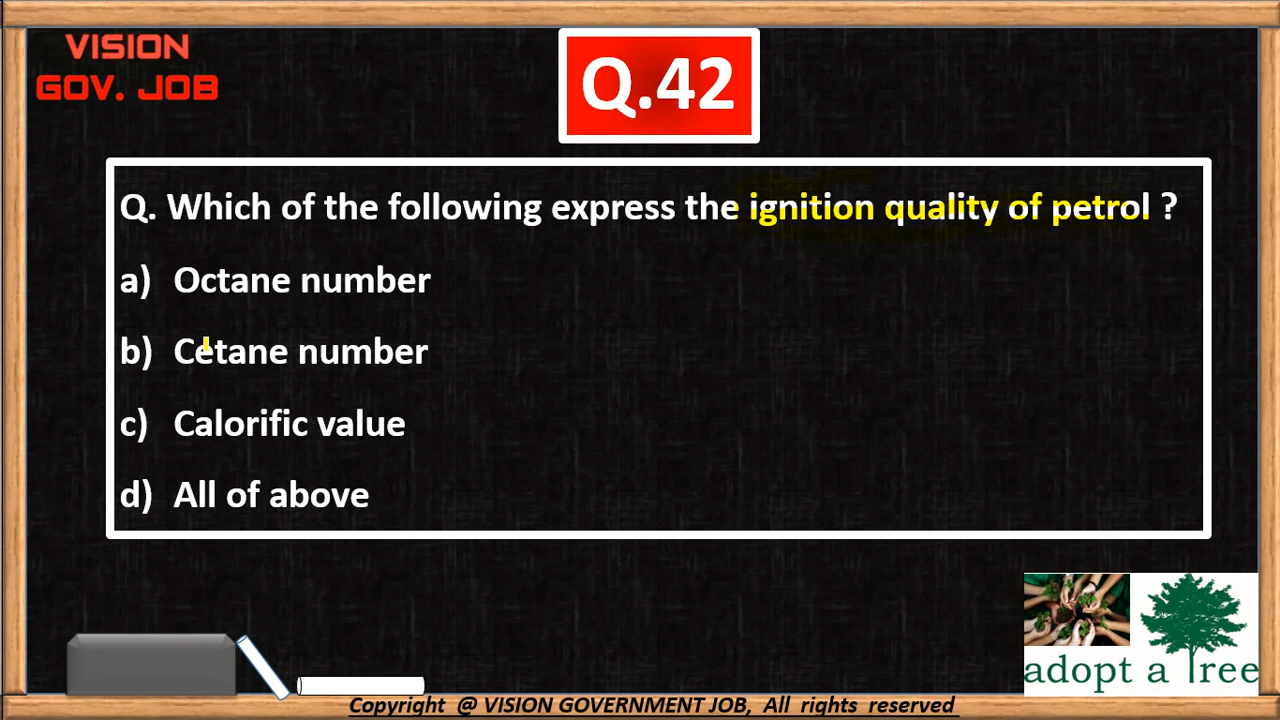 VISION
GOV. JOB
Q.42
Q. Which of the following express the ignition quality of petrol ?
a) Octane number
b) Cetane number
c) Calorific value
d) All of above
adopt a Tree
Copyright @ VISION GOVERNMENT JOB, All rights reserved